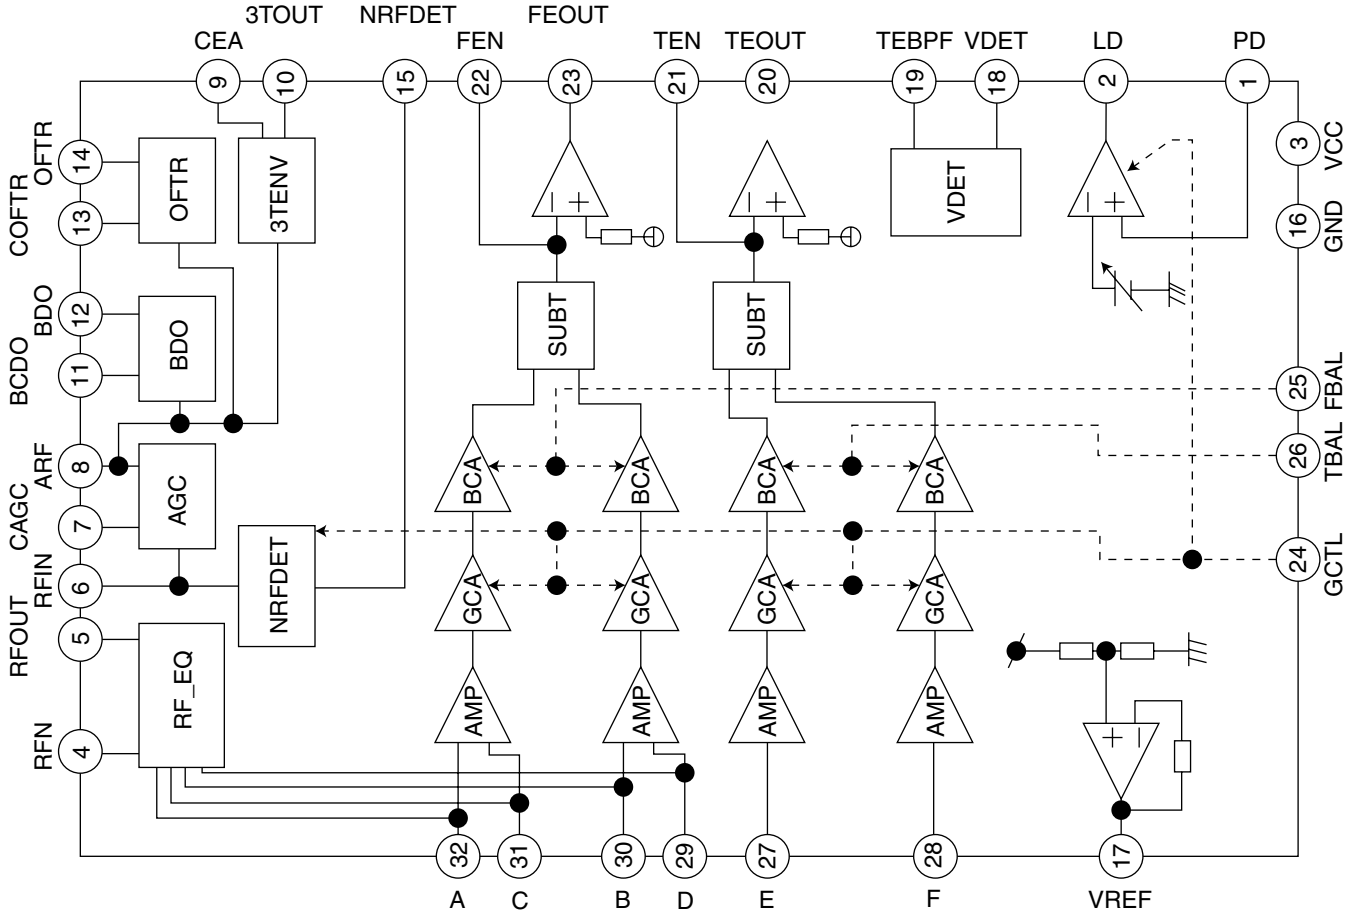 3TOUT NRFDET FEOUT
CEA FEN TEN TEOUT TEBPF VDET LD PD
9 10 15 22 23 21 20 19 18 2 1
OFTR 14
COFTR 13
OFTR
3TENV
VDET
3 VCC
16 GND
BDO 12
BCDO 11
BDO
SUBT
SUBT
25 FBAL
26 TBAL
ARF 8
CAGC 7
AGC
BCA BCA BCA BCA
RFIN 6
NRFDET
GCA GCA GCA GCA
24 GCTL
RFOUT 5
RFN 4
RF_EQ
AMP AMP AMP AMP
32 31 30 29 27 28 17
A C B D E F VREF